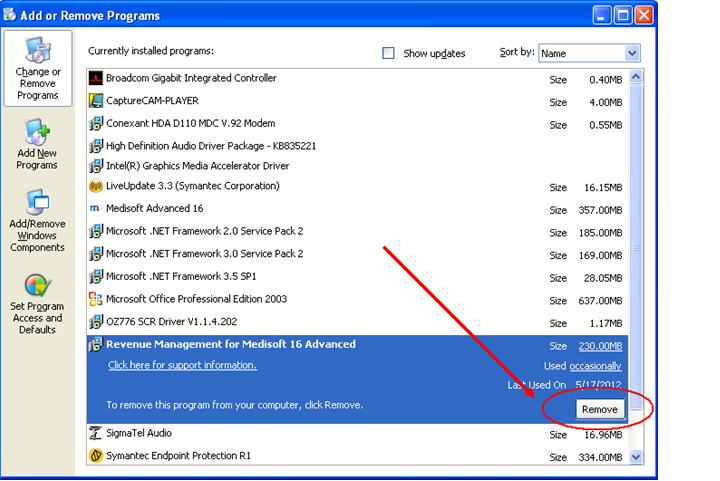 Add or Remove Programs
Change or
Remove
Programs
Add New
Programs
Add/Remove
Windows
Components
Set Program
Access and
Defaults
Currently installed programs: Show updates Sort by: Name
Broadcom Gigabit Integrated Controller Size 0.40MB
CaptureCAM-PLAYER Size 4.00MB
Conexant HDA D110 MDC V.92 Modem Size 0.55MB
High Definition Audio Driver Package - KB835221
Intel(R) Graphics Media Accelerator Driver
LiveUpdate 3.3 (Symantec Corporation) Size 16.15MB
Medisoft Advanced 16 Size 357.00MB
Microsoft .NET Framework 2.0 Service Pack 2 Size 185.00MB
Microsoft .NET Framework 3.0 Service Pack 2 Size 169.00MB
Microsoft .NET Framework 3.5 SP1 Size 28.05MB
Microsoft Office Professional Edition 2003 Size 637.00MB
OZ776 SCR Driver V1.1.4.202 Size 1.17MB
Revenue Management for Medisoft 16 Advanced Size 230.00MB
Click here for support information. Used occasionally
Last Used On 5/17/2012
To remove this program from your computer, click Remove. Remove
SigmaTel Audio Size 16.96MB
Symantec Endpoint Protection R1 Size 334.00MB